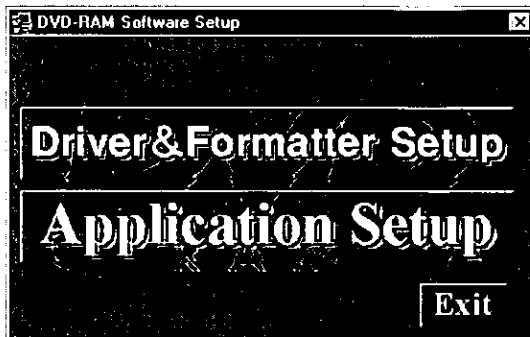 DVD-RAM Software Setup
Driver&Formatter Setup
Application Setup
Exit